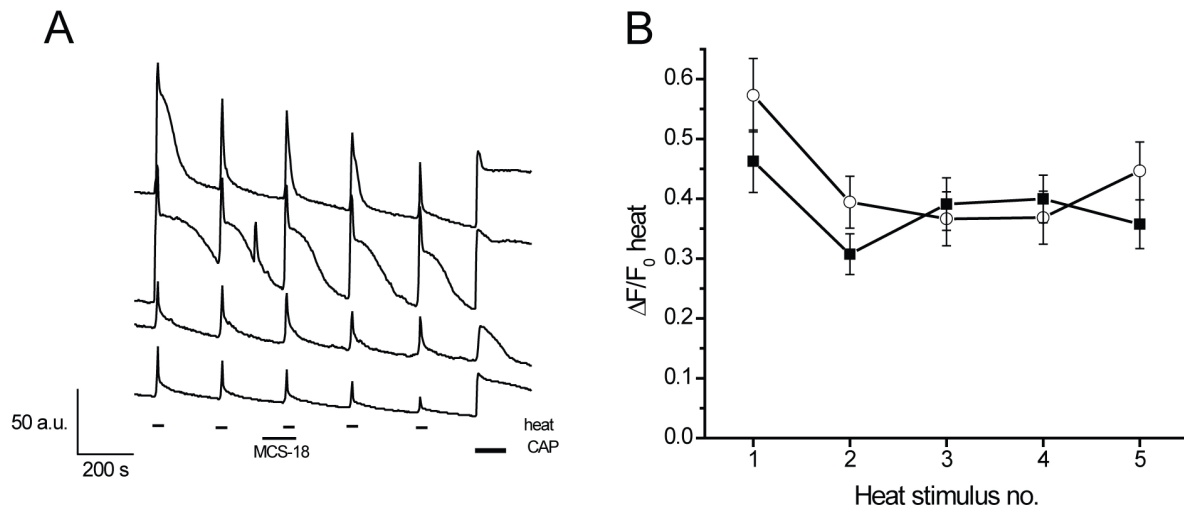 A
50 a.u.
200 s
heat
MCS-18
CAP
B
ΔF/F0 heat
0.6
0.5
0.4
0.3
0.2
0.1
0.0
1 2 3 4 5
Heat stimulus no.